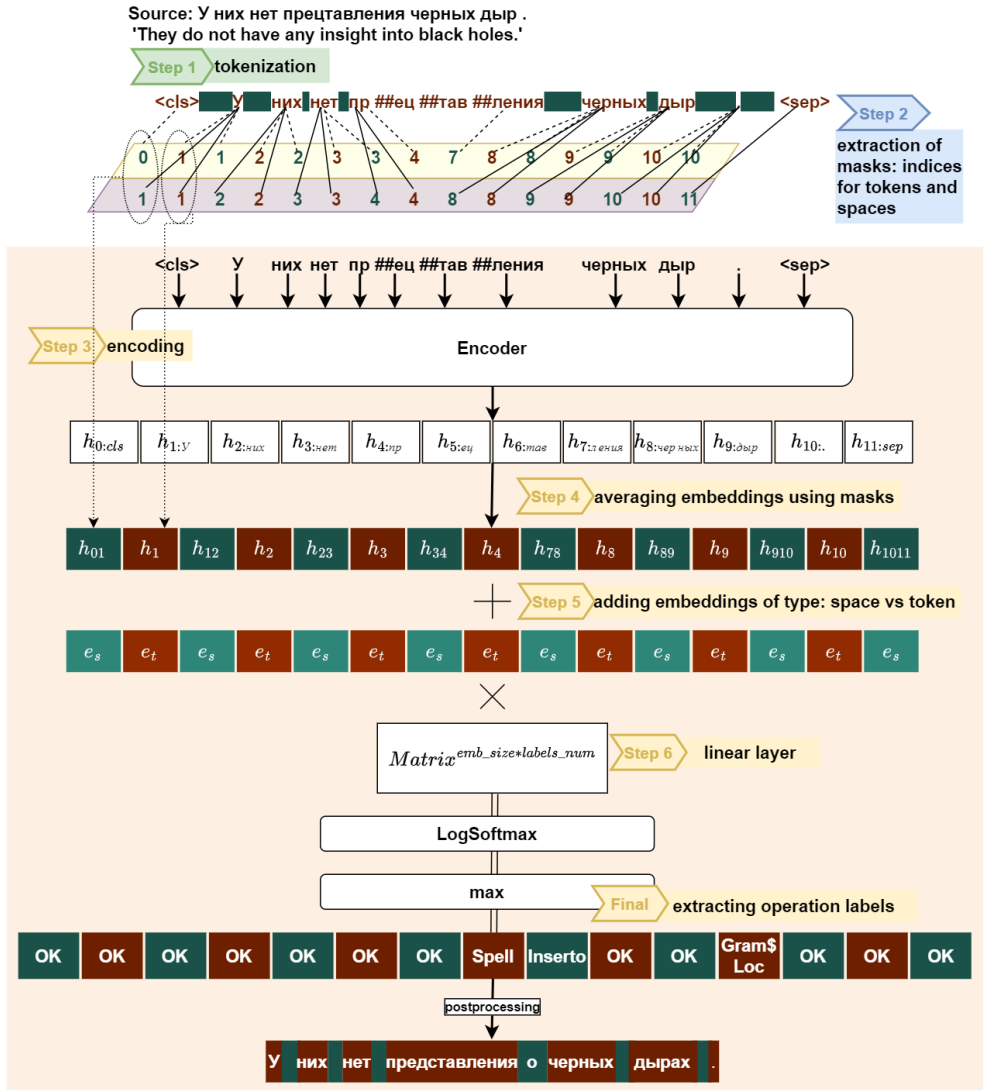 Source: У них нет прецтавления черных дыр .
'They do not have any insight into black holes.'
Step 1 tokenization
<cls> У них нет пр ##ец ##тав ##ления черных дыр . <sep>
Step 2
extraction of
masks: indices
for tokens and
spaces
0 1 1 2 2 3 3 4 7 8 8 9 9 10 10
1 1 2 2 3 3 4 4 8 8 9 9 10 10 11
<cls> У них нет пр ##ец ##тав ##ления черных дыр . <sep>
Step 3 encoding
Encoder
h0:cls h1:У h2:них h3:нет h4:пр h5:ец h6:тав h7:ления h8:черных h9:дыр h10:. h11:sep
Step 4 averaging embeddings using masks
h01 h1 h12 h2 h23 h3 h34 h4 h78 h8 h89 h9 h910 h10 h1011
+ Step 5 adding embeddings of type: space vs token
es et es et es et es et es et es et es et es
×
Matrix^emb_size*labels_num
Step 6 linear layer
LogSoftmax
max
Final extracting operation labels
OK OK OK OK OK OK OK Spell Inserto OK OK Gram$ OK OK OK
Loc
postprocessing
У них нет представления о черных дырах .